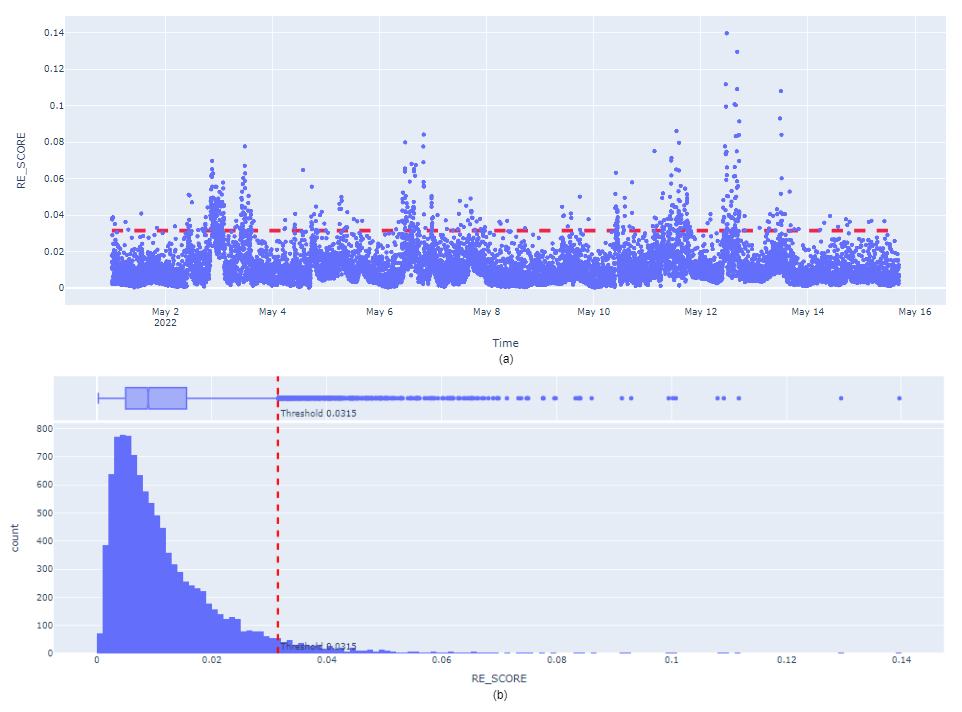 0.14
0.12
0.1
0.08
0.06
0.04
0.02
0
RE_SCORE
May 2
2022
May 4
May 6
May 8
May 10
May 12
May 14
May 16
Time
(a)
Threshold 0.0315
800
700
600
500
400
300
200
100
0
count
Threshold 0.0315
0
0.02
0.04
0.06
0.08
0.1
0.12
0.14
RE_SCORE
(b)